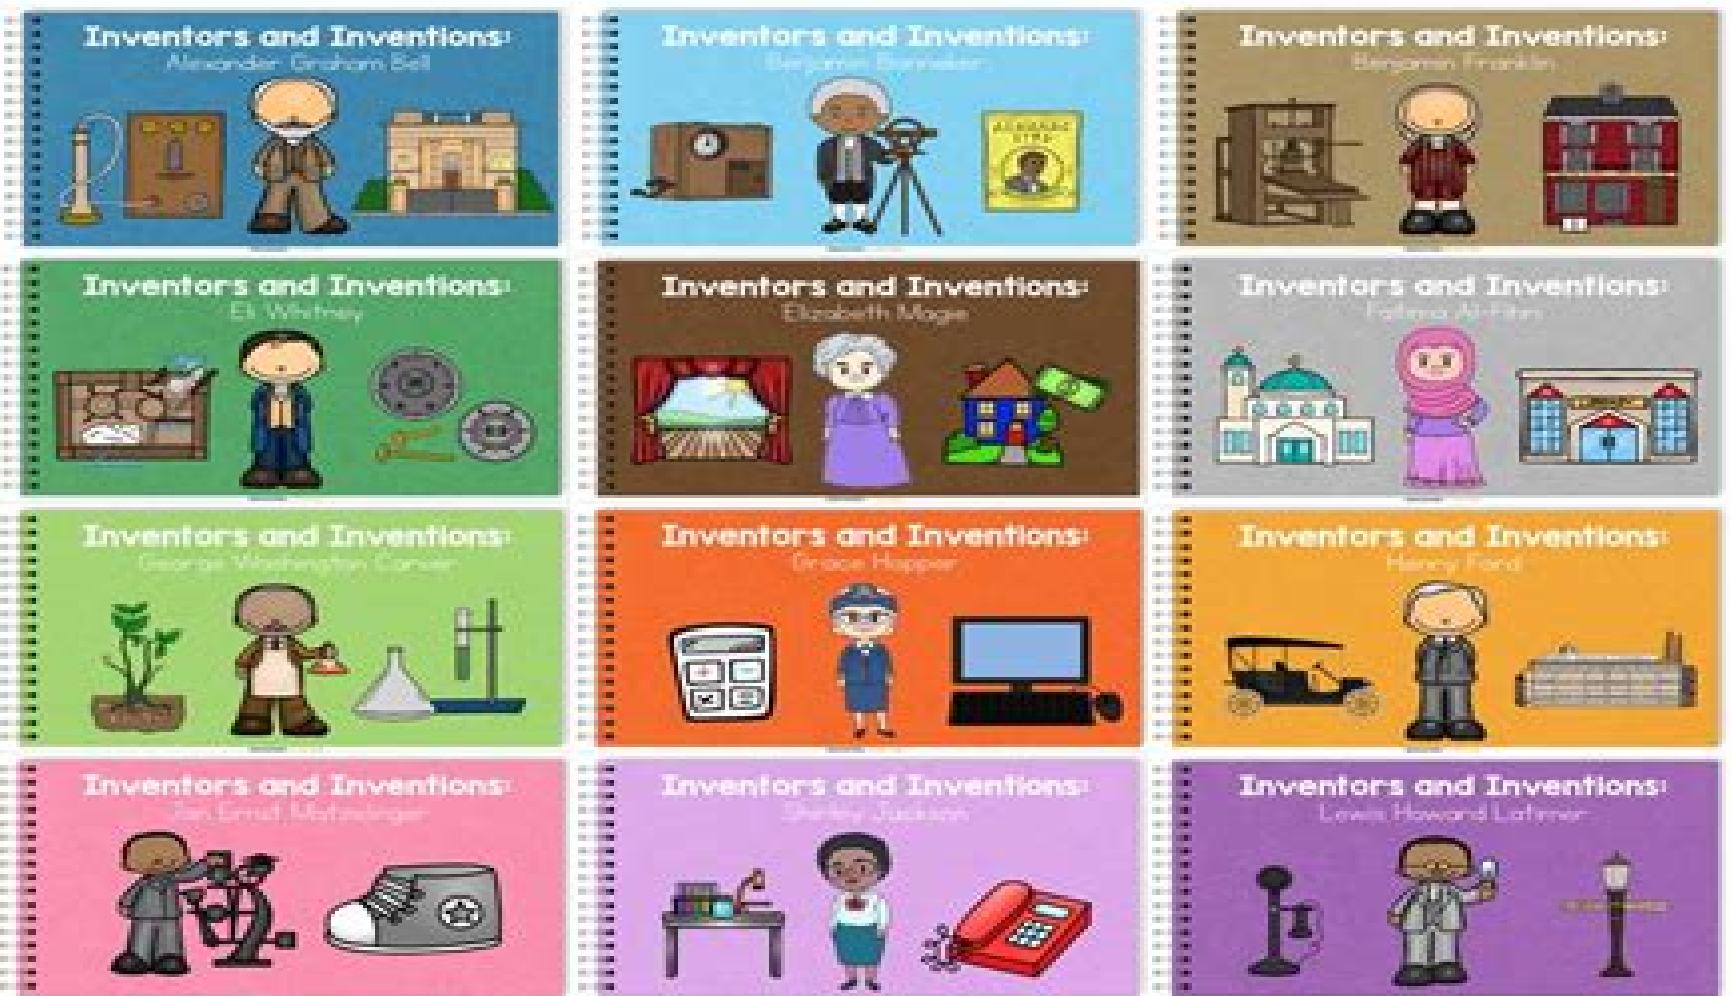 Inventors and Inventions:
Alexander Graham Bell
Inventors and Inventions:
Benjamin Banneker
ALMANAC
Inventors and Inventions:
Benjamin Franklin
Inventors and Inventions:
Eli Whitney
Inventors and Inventions:
Elizabeth Magie
Inventors and Inventions:
Fatima Al-Fihri
LIBRARY
Inventors and Inventions:
George Washington Carver
Inventors and Inventions:
Grace Hopper
Inventors and Inventions:
Henry Ford
Inventors and Inventions:
Jan Ernst Matzeliger
Inventors and Inventions:
Shirley Jackson
Inventors and Inventions:
Lewis Howard Latimer